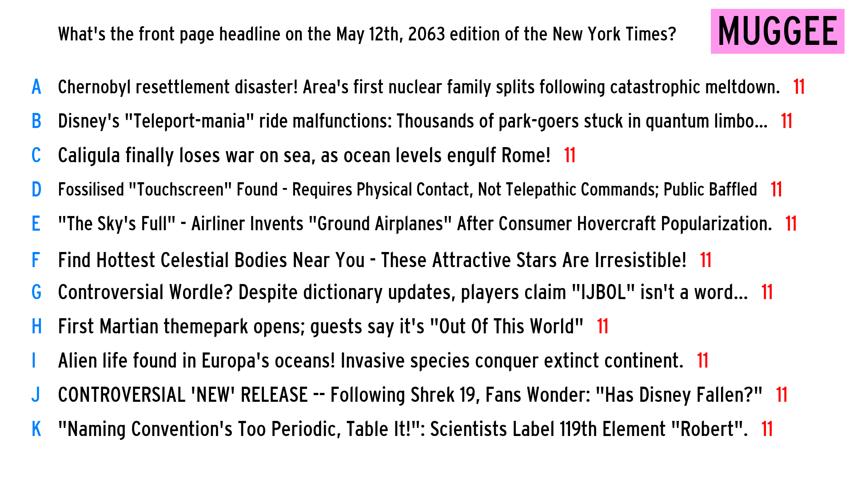 What's the front page headline on the May 12th, 2063 edition of the New York Times? MUGGEE
A Chernobyl resettlement disaster! Area's first nuclear family splits following catastrophic meltdown. 11
B Disney's "Teleport-mania" ride malfunctions: Thousands of park-goers stuck in quantum limbo... 11
C Caligula finally loses war on sea, as ocean levels engulf Rome! 11
D Fossilised "Touchscreen" Found - Requires Physical Contact, Not Telepathic Commands; Public Baffled 11
E "The Sky's Full" - Airliner Invents "Ground Airplanes" After Consumer Hovercraft Popularization. 11
F Find Hottest Celestial Bodies Near You - These Attractive Stars Are Irresistible! 11
G Controversial Wordle? Despite dictionary updates, players claim "IJBOL" isn't a word... 11
H First Martian themepark opens; guests say it's "Out Of This World" 11
I Alien life found in Europa's oceans! Invasive species conquer extinct continent. 11
J CONTROVERSIAL 'NEW' RELEASE -- Following Shrek 19, Fans Wonder: "Has Disney Fallen?" 11
K "Naming Convention's Too Periodic, Table It!": Scientists Label 119th Element "Robert". 11